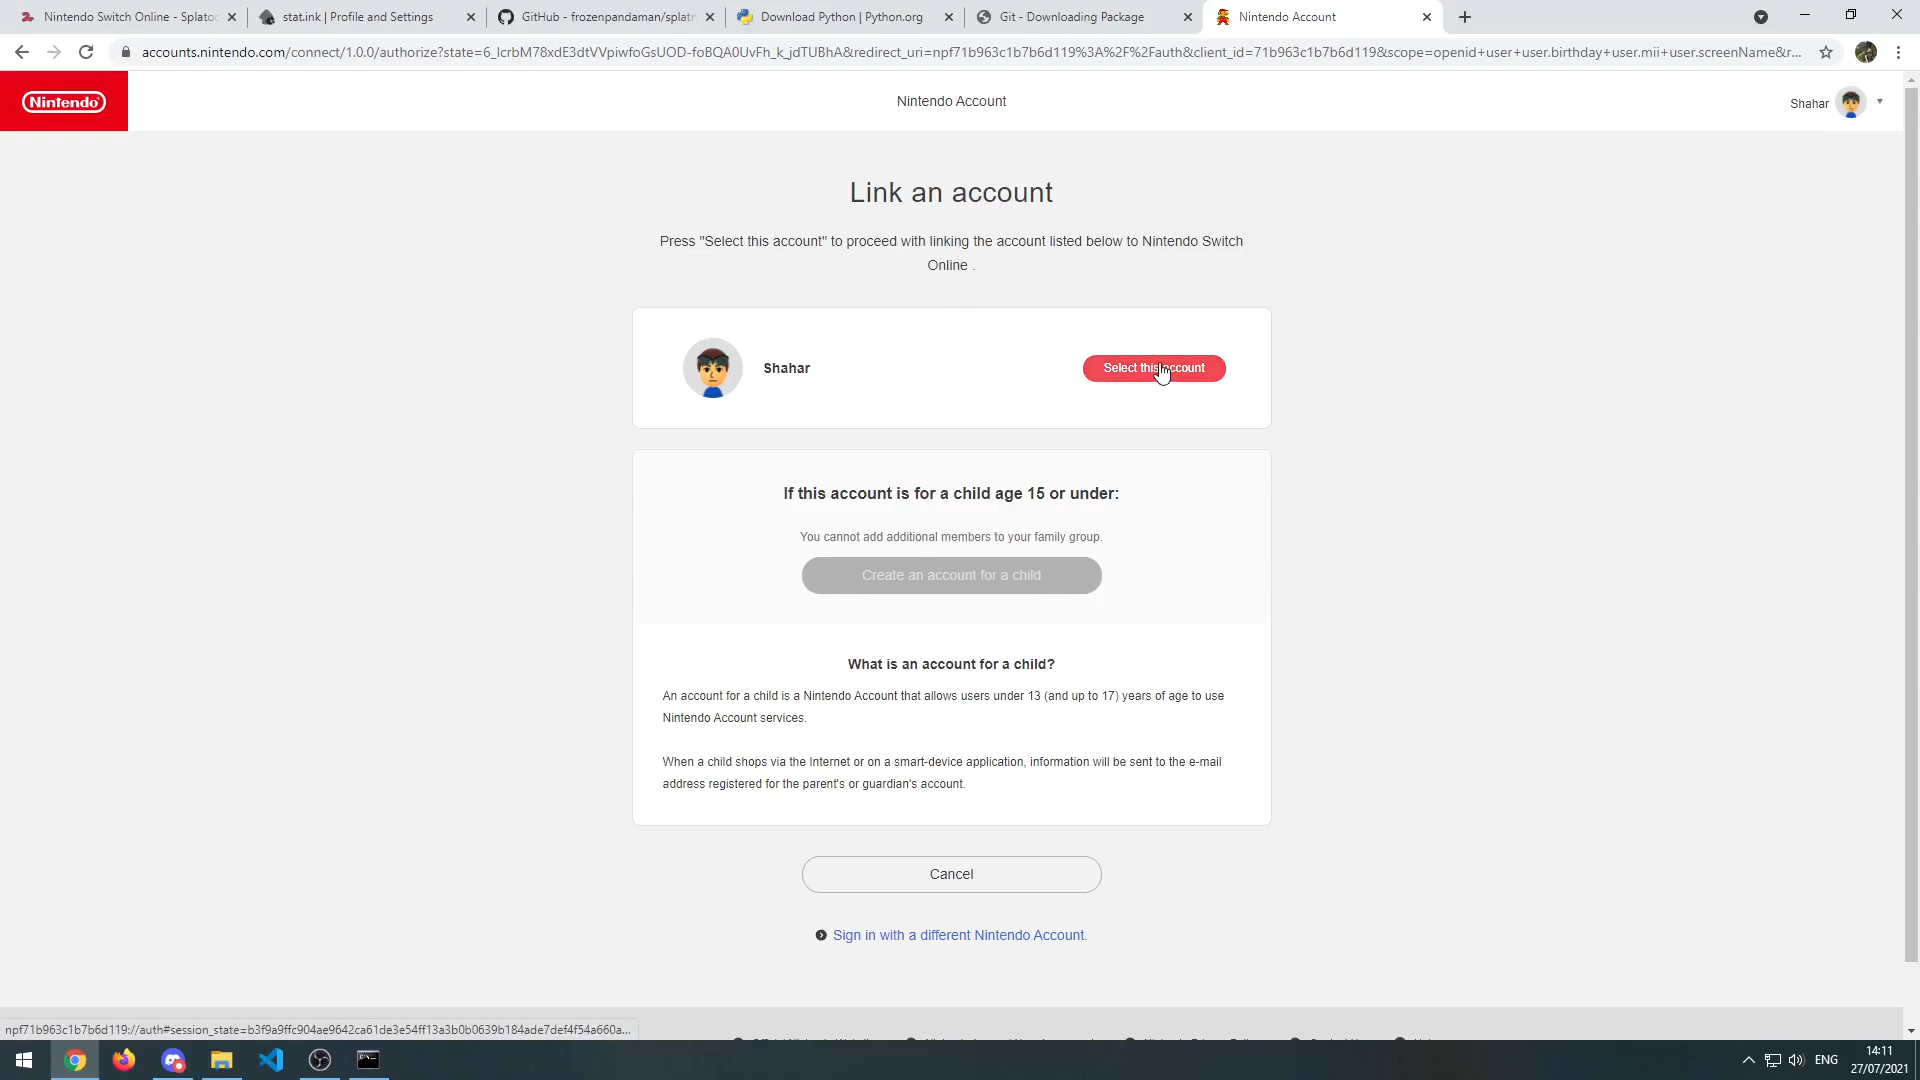 Nintendo Switch Online - Splato
stat.ink | Profile and Settings
GitHub - frozenpandaman/splatn
Download Python | Python.org
Git - Downloading Package
Nintendo Account
accounts.nintendo.com/connect/1.0.0/authorize?state=6_lcrbM78xdE3dtVVpiwfoGsUOD-foBQA0UvFh_k_jdTUBhA&redirect_uri=npf71b963c1b7b6d119%3A%2F%2Fauth&client_id=71b963c1b7b6d119&scope=openid+user+user.birthday+user.mii+user.screenName&r...
Nintendo
Nintendo Account
Shahar
Link an account
Press "Select this account" to proceed with linking the account listed below to Nintendo Switch
Online .
Shahar
Select this account
If this account is for a child age 15 or under:
You cannot add additional members to your family group.
Create an account for a child
What is an account for a child?
An account for a child is a Nintendo Account that allows users under 13 (and up to 17) years of age to use
Nintendo Account services.
When a child shops via the Internet or on a smart-device application, information will be sent to the e-mail
address registered for the parent's or guardian's account.
Cancel
Sign in with a different Nintendo Account.
npf71b963c1b7b6d119://auth#session_state=b3f9a9ffc904ae9642ca61de3e54ff13a3b0b0639b184ade7def4f54a660a...
ENG
14:11
27/07/2021